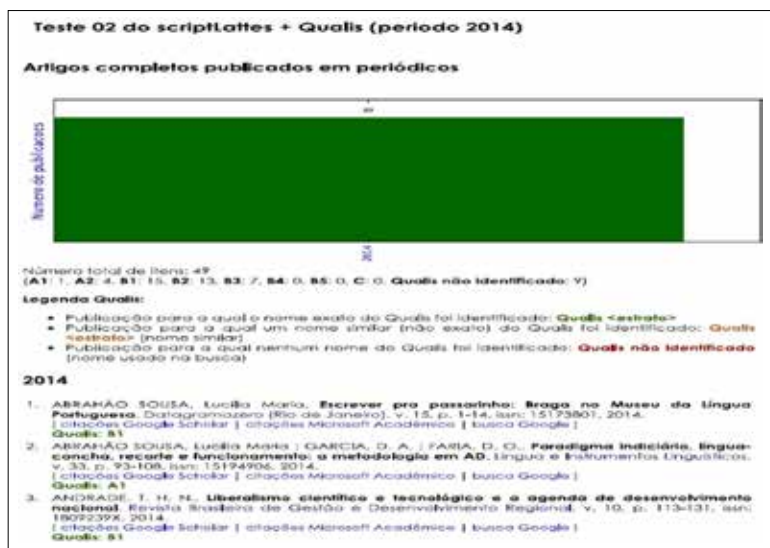 Teste 02 do scriptLattes + Qualis (periodo 2014)
Artigos completos publicados em periódicos
Número de publicacoes
2014
Número total de itens: 49
(A1: 1, A2: 4, B1: 15, B2: 13, B3: 7, B4: 0, B5: 0, C: 0, Qualis não identificado: 9)
Legenda Qualis:
• Publicação para a qual o nome exato do Qualis foi identificado: Qualis <estrato>
• Publicação para a qual um nome similar (não exato) do Qualis foi identificado: Qualis
<estrato> (nome similar)
• Publicação para a qual nenhum nome do Qualis foi identificado: Qualis não identificado
(nome usado na busca)
2014
1. ABRAHÃO SOUSA, Lucília Maria. Escrever pra passarinho: Braga no Museu da Língua
Portuguesa. Datagramazero (Rio de Janeiro), v. 15, p. 1-14, issn: 15173801, 2014.
[ citações Google Scholar | citações Microsoft Acadêmico | busca Google ]
Qualis: B1
2. ABRAHÃO SOUSA, Lucília Maria ; GARCIA, D. A. ; FARIA, D. O.. Paradigma indiciário, língua-
concha, recorte e funcionamento: a metodologia em AD. Língua e Instrumentos Linguísticos,
v. 33, p. 93-108, issn: 15194906, 2014.
[ citações Google Scholar | citações Microsoft Acadêmico | busca Google ]
Qualis: A1
3. ANDRADE, T. H. N.. Liberalismo científico e tecnológico e a agenda de desenvolvimento
nacional. Revista Brasileira de Gestão e Desenvolvimento Regional, v. 10, p. 113-131, issn:
1809239X, 2014.
[ citações Google Scholar | citações Microsoft Acadêmico | busca Google ]
Qualis: B1